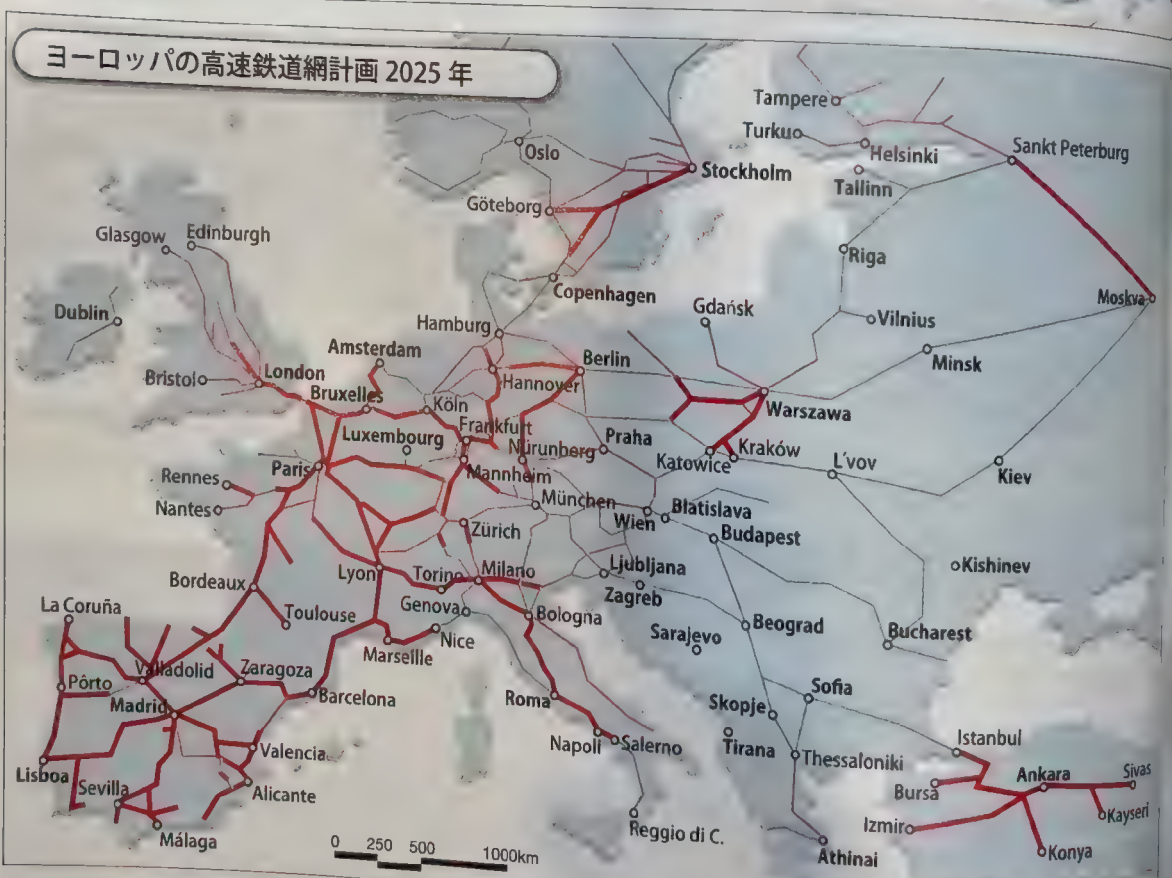 ヨーロッパの高速鉄道網計画 2025 年
Tampere
Turku
Helsinki
Sankt Peterburg
Oslo
Stockholm
Tallinn
Göteborg
Glasgow
Edinburgh
Riga
Copenhagen
Moskva
Dublin
Gdańsk
Vilnius
Hamburg
Amsterdam
Berlin
Minsk
Bristol
London
Hannover
Bruxelles
Köln
Warszawa
Frankfurt
Luxembourg
Nürunberg
Praha
Kraków
Katowice
L'vov
Kiev
Paris
Mannheim
Rennes
München
Nantes
Wien
Blatislava
Zürich
Budapest
Lyon
Torino
Milano
Ljubljana
Kishinev
Bordeaux
Zagreb
Genova
La Coruña
Toulouse
Bologna
Beograd
Bucharest
Nice
Sarajevo
Marseille
Valladolid
Zaragoza
Pôrto
Barcelona
Sofia
Madrid
Roma
Skopje
Istanbul
Valencia
Napoli
Salerno
Tirana
Thessaloniki
Lisboa
Ankara
Sivas
Sevilla
Alicante
Bursa
Kayseri
Izmir
Reggio di C.
Málaga
0 250 500 1000km
Athinai
Konya